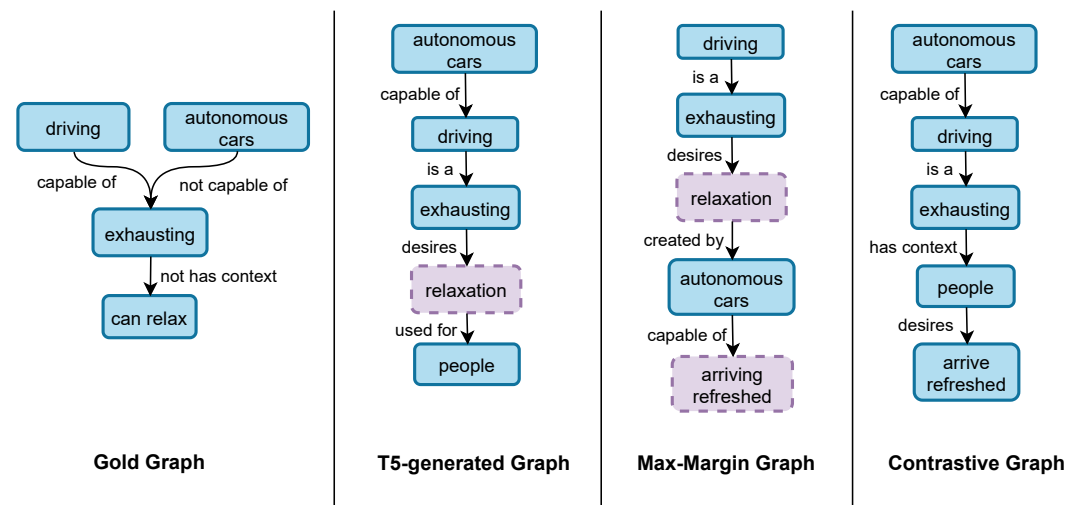 driving
autonomous
cars
capable of
not capable of
exhausting
not has context
can relax
Gold Graph
autonomous
cars
capable of
driving
is a
exhausting
desires
relaxation
used for
people
T5-generated Graph
driving
is a
exhausting
desires
relaxation
created by
autonomous
cars
capable of
arriving
refreshed
Max-Margin Graph
autonomous
cars
capable of
driving
is a
exhausting
has context
people
desires
arrive
refreshed
Contrastive Graph